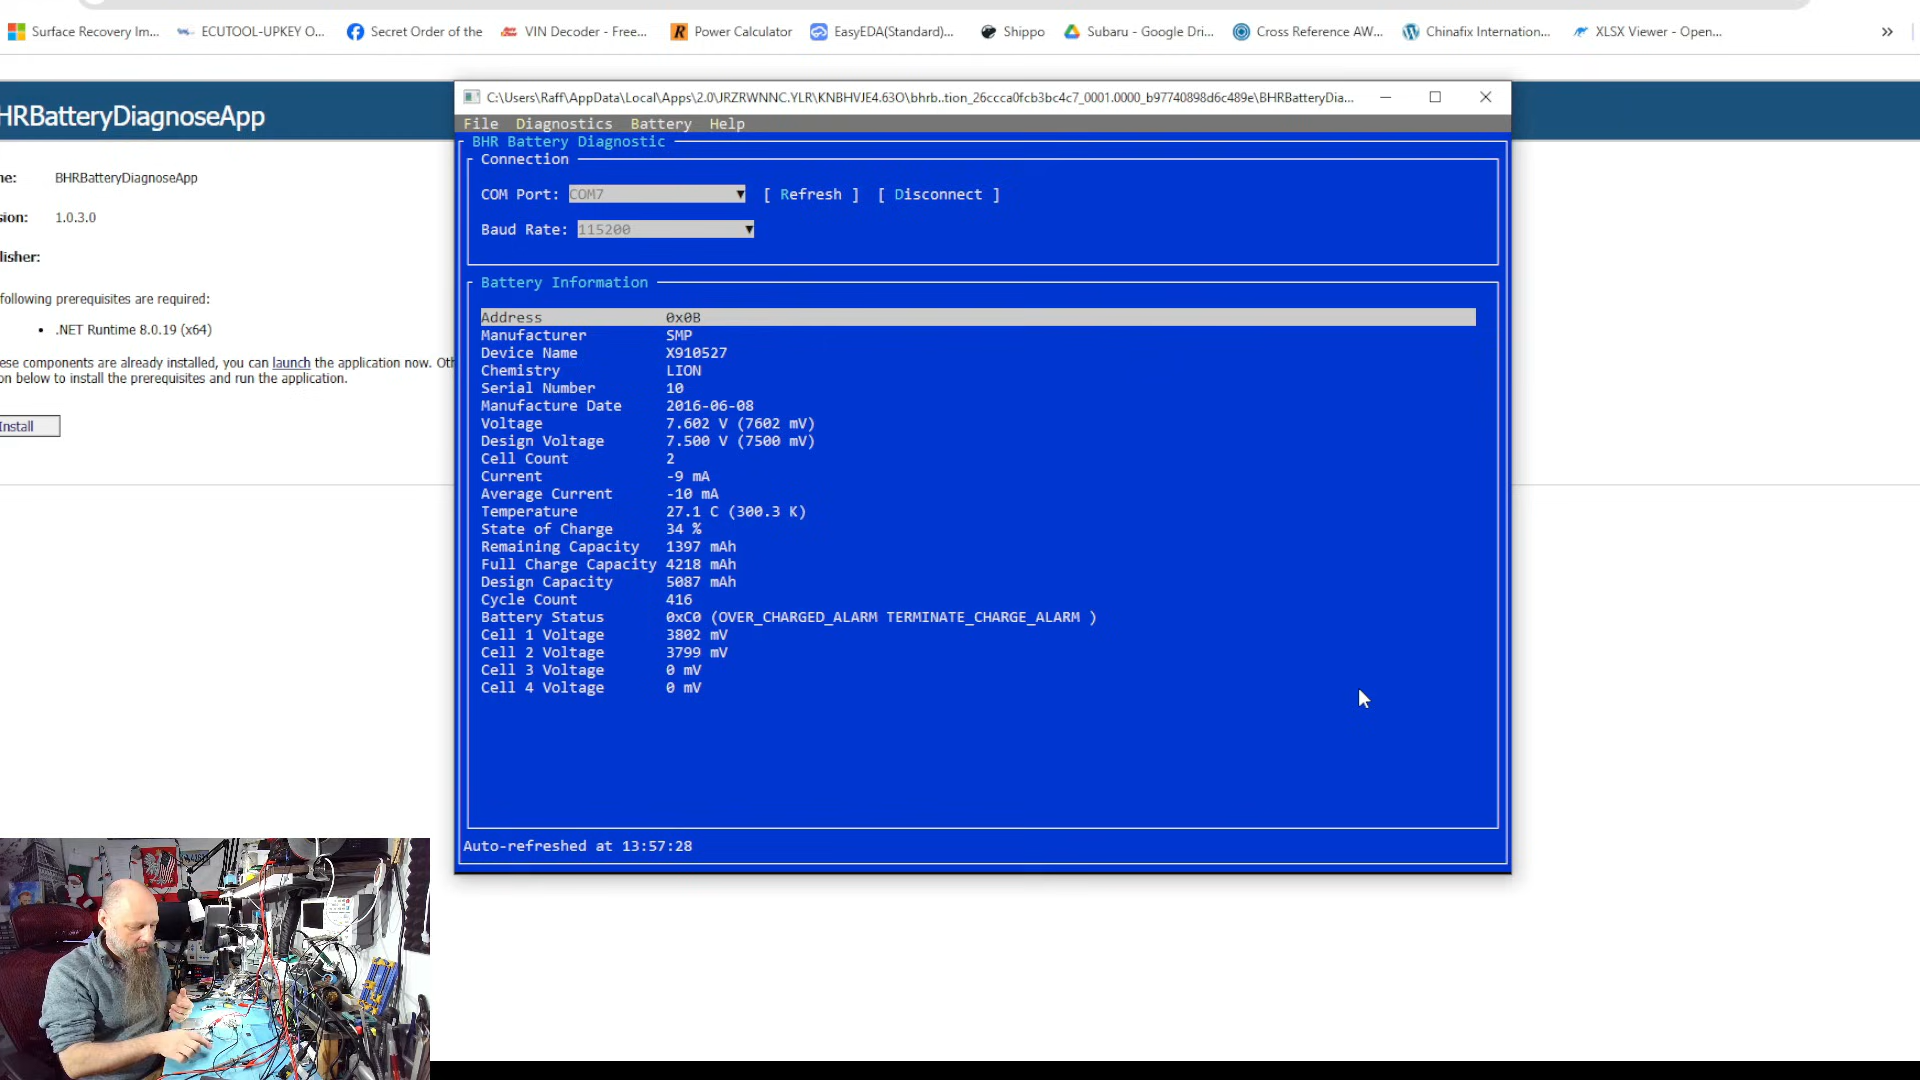 Surface Recovery Im... ECUTOOL-UPKEY O... Secret Order of the VIN Decoder - Free... Power Calculator EasyEDA(Standard)... Shippo Subaru - Google Dri... Cross Reference AW... Chinafix Internation... XLSX Viewer - Open... »
HRBatteryDiagnoseApp
ne: BHRBatteryDiagnoseApp
sion: 1.0.3.0
lisher:
following prerequisites are required:
• .NET Runtime 8.0.19 (x64)
ese components are already installed, you can launch the application now. Ot
on below to install the prerequisites and run the application.
Install
C:\Users\Raff\AppData\Local\Apps\2.0\JRZRWNNC.YLR\KNBHVJE4.63O\bhrb..tion_26ccca0fcb3bc4c7_0001.0000_b97740898d6c489e\BHRBatteryDia...
File Diagnostics Battery Help
BHR Battery Diagnostic
Connection
COM Port: COM7 [ Refresh ] [ Disconnect ]
Baud Rate: 115200
Battery Information
Address 0x0B
Manufacturer SMP
Device Name X910527
Chemistry LION
Serial Number 10
Manufacture Date 2016-06-08
Voltage 7.602 V (7602 mV)
Design Voltage 7.500 V (7500 mV)
Cell Count 2
Current -9 mA
Average Current -10 mA
Temperature 27.1 C (300.3 K)
State of Charge 34 %
Remaining Capacity 1397 mAh
Full Charge Capacity 4218 mAh
Design Capacity 5087 mAh
Cycle Count 416
Battery Status 0xC0 (OVER_CHARGED_ALARM TERMINATE_CHARGE_ALARM )
Cell 1 Voltage 3802 mV
Cell 2 Voltage 3799 mV
Cell 3 Voltage 0 mV
Cell 4 Voltage 0 mV
Auto-refreshed at 13:57:28